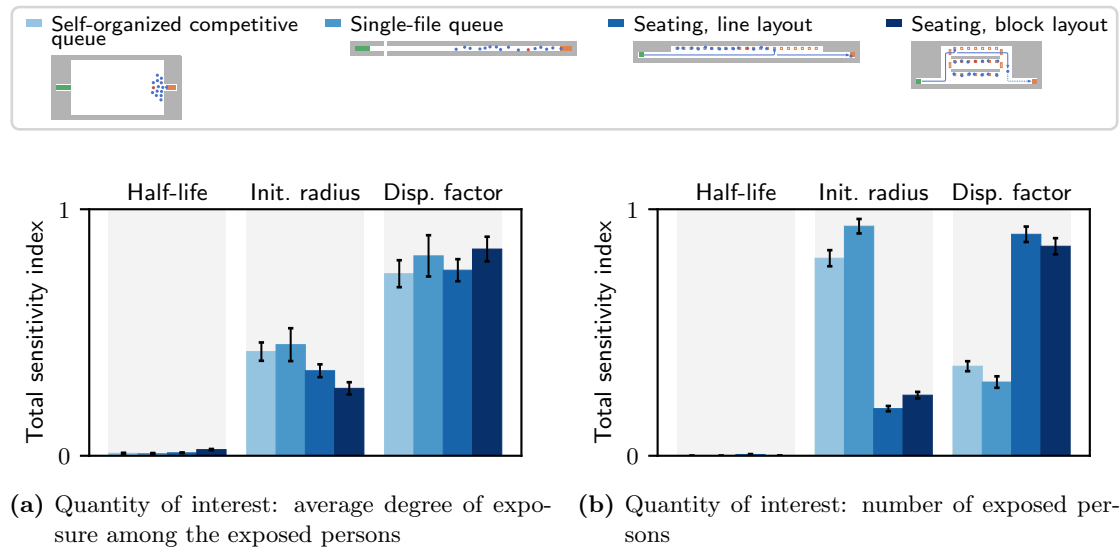 Self-organized competitive
queue
Single-file queue
Seating, line layout
Seating, block layout
Half-life
Init. radius
Disp. factor
1
Total sensitivity index
0
Half-life
Init. radius
Disp. factor
1
Total sensitivity index
0
(a) Quantity of interest: average degree of expo-
sure among the exposed persons
(b) Quantity of interest: number of exposed per-
sons